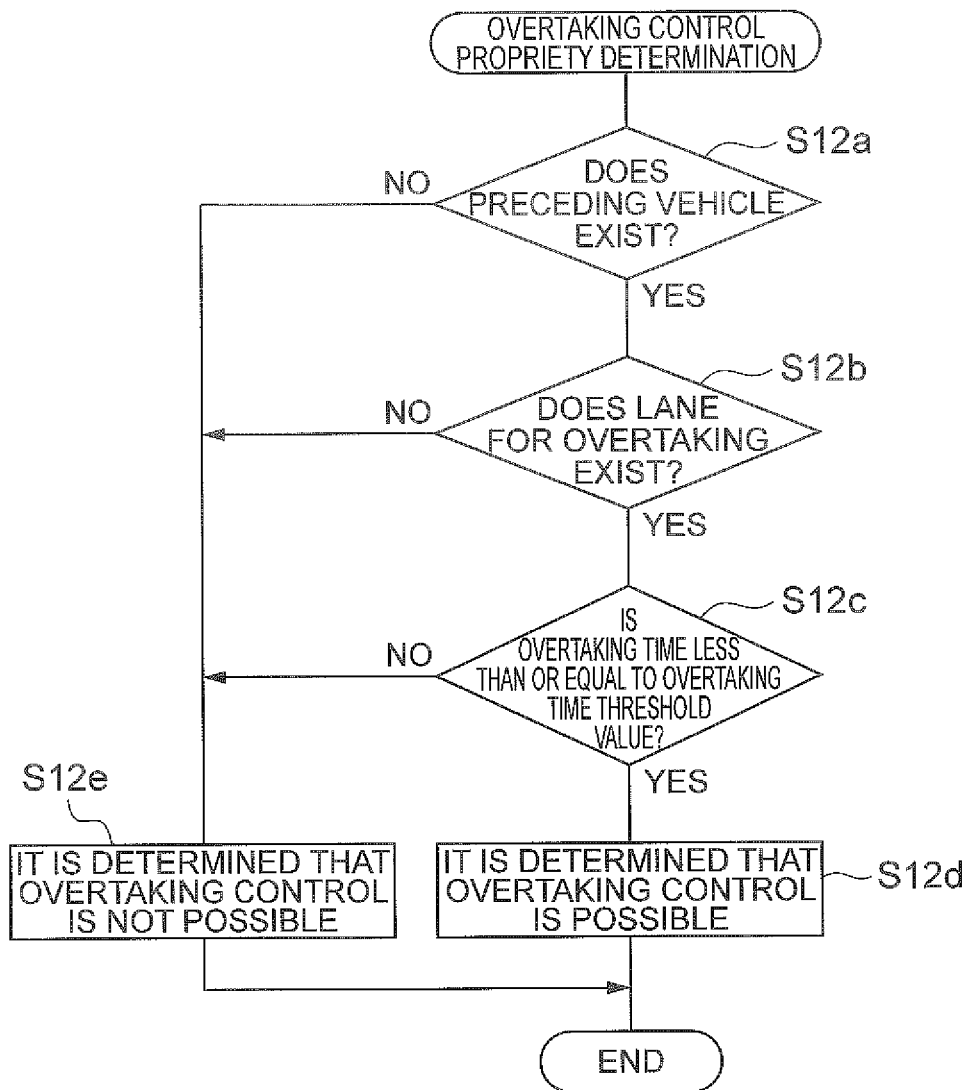 OVERTAKING CONTROL
PROPRIETY DETERMINATION
S12a
DOES
PRECEDING VEHICLE
EXIST?
NO
YES
S12b
DOES LANE
FOR OVERTAKING
EXIST?
NO
YES
S12c
IS
OVERTAKING TIME LESS
THAN OR EQUAL TO OVERTAKING
TIME THRESHOLD
VALUE?
NO
YES
S12e
IT IS DETERMINED THAT
OVERTAKING CONTROL
IS NOT POSSIBLE
IT IS DETERMINED THAT
OVERTAKING CONTROL
IS POSSIBLE
S12d
END